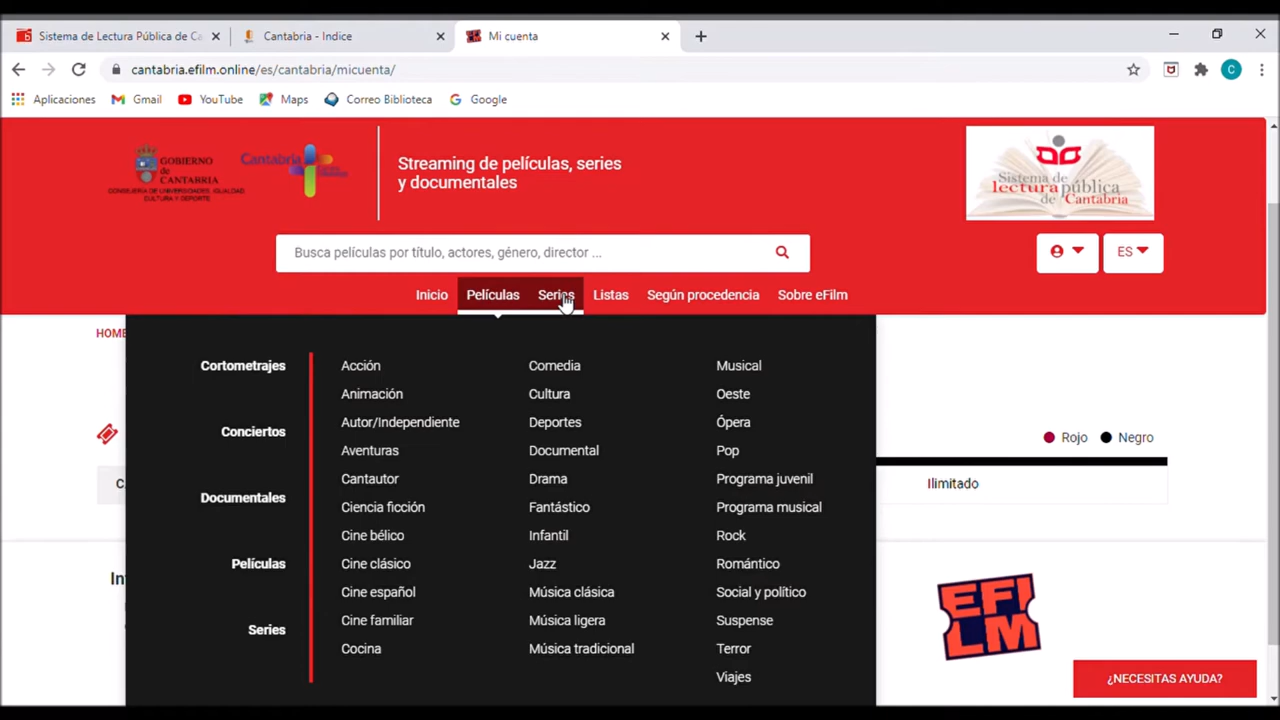 Sistema de Lectura Pública de Ca
Cantabria - Indice
Mi cuenta
cantabria.efilm.online/es/cantabria/micuenta/
C
Aplicaciones
Gmail
YouTube
Maps
Correo Biblioteca
Google
GOBIERNO
de
CANTABRIA
CONSEJERÍA DE UNIVERSIDADES, IGUALDAD,
CULTURA Y DEPORTE
Cantabria
Streaming de películas, series
y documentales
Sistema de
lectura pública
de Cantabria
Busca películas por título, actores, género, director ...
ES
Inicio
Películas
Series
Listas
Según procedencia
Sobre eFilm
HOME
Cortometrajes
Conciertos
Documentales
Películas
Series
Acción
Animación
Autor/Independiente
Aventuras
Cantautor
Ciencia ficción
Cine bélico
Cine clásico
Cine español
Cine familiar
Cocina
Comedia
Cultura
Deportes
Documental
Drama
Fantástico
Infantil
Jazz
Música clásica
Música ligera
Música tradicional
Musical
Oeste
Ópera
Pop
Programa juvenil
Programa musical
Rock
Romántico
Social y político
Suspense
Terror
Viajes
Rojo
Negro
C
Ilimitado
In
EFI
LM
¿NECESITAS AYUDA?